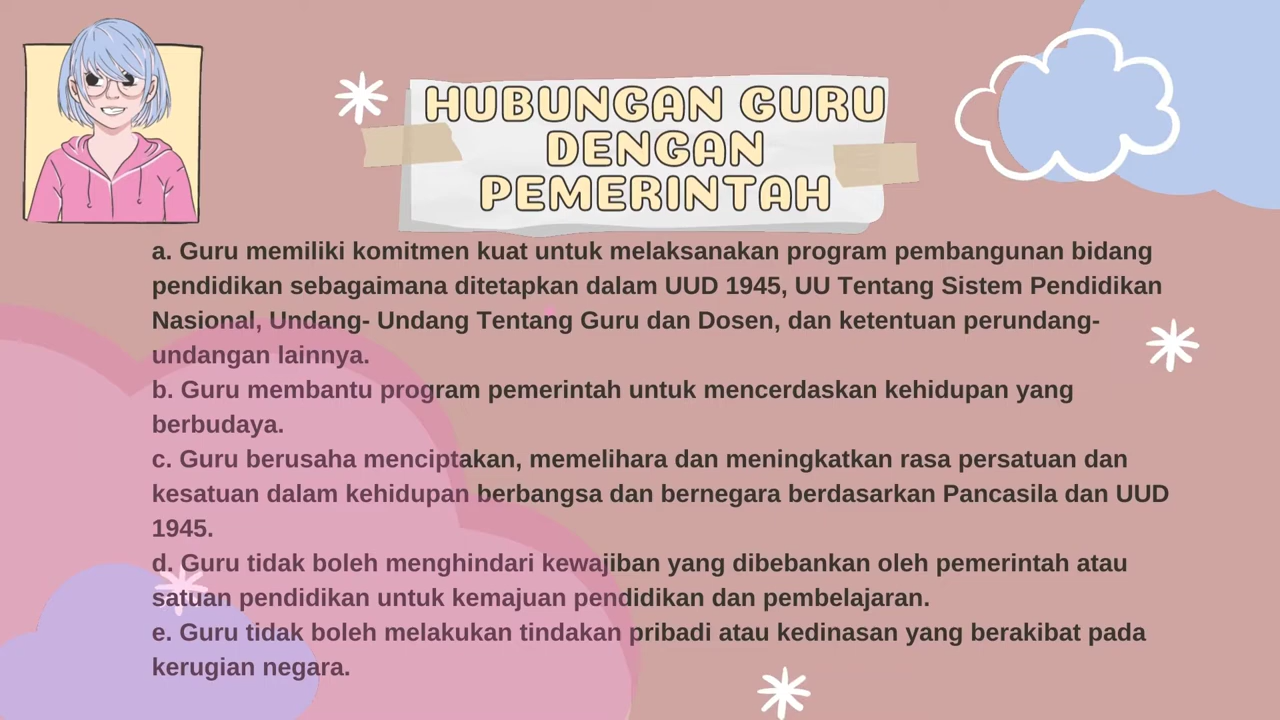 HUBUNGAN GURU
DENGAN
PEMERINTAH
a. Guru memiliki komitmen kuat untuk melaksanakan program pembangunan bidang
pendidikan sebagaimana ditetapkan dalam UUD 1945, UU Tentang Sistem Pendidikan
Nasional, Undang- Undang Tentang Guru dan Dosen, dan ketentuan perundang-
undangan lainnya.
b. Guru membantu program pemerintah untuk mencerdaskan kehidupan yang
berbudaya.
c. Guru berusaha menciptakan, memelihara dan meningkatkan rasa persatuan dan
kesatuan dalam kehidupan berbangsa dan bernegara berdasarkan Pancasila dan UUD
1945.
d. Guru tidak boleh menghindari kewajiban yang dibebankan oleh pemerintah atau
satuan pendidikan untuk kemajuan pendidikan dan pembelajaran.
e. Guru tidak boleh melakukan tindakan pribadi atau kedinasan yang berakibat pada
kerugian negara.